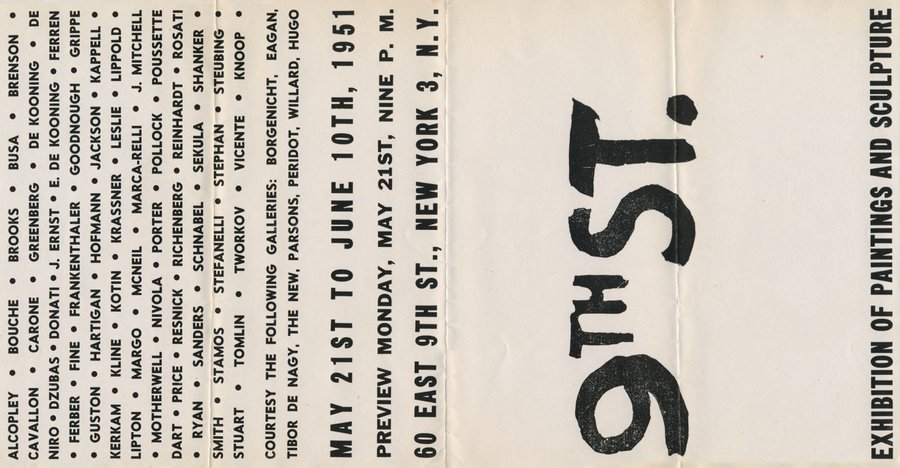 ALCOPLEY • BOUCHE • BROOKS • BUSA • BRENSON •
CAVALLON • CARONE • GREENBERG • DE KOONING • DE
NIRO • DZUBAS • DONATI • J. ERNST • E. DE KOONING • FERREN
• FERBER • FINE • FRANKENTHALER • GOODNOUGH • GRIPPE
• GUSTON • HARTIGAN • HOFMANN • JACKSON • KAPPELL •
KERKAM • KLINE • KOTIN • KRASSNER • LESLIE • LIPPOLD •
LIPTON • MARGO • MCNEIL • MARCA-RELLI • J. MITCHELL
• MOTHERWELL • NIVOLA • PORTER • POLLOCK • POUSSETTE
DART • PRICE • RESNICK • RICHENBERG • REINHARDT • ROSATI
• RYAN • SANDERS • SCHNABEL • SEKULA • SHANKER •
SMITH • STAMOS • STEFANELLI • STEPHAN • STEUBING •
STUART • TOMLIN • TWORKOV • VICENTE • KNOOP •
COURTESY THE FOLLOWING GALLERIES: BORGENICHT, EAGAN,
TIBOR DE NAGY, THE NEW, PARSONS, PERIDOT, WILLARD, HUGO
MAY 21ST TO JUNE 10TH, 1951
PREVIEW MONDAY, MAY 21ST, NINE P. M.
60 EAST 9TH ST., NEW YORK 3, N.Y.
9TH ST.
EXHIBITION OF PAINTINGS AND SCULPTURE